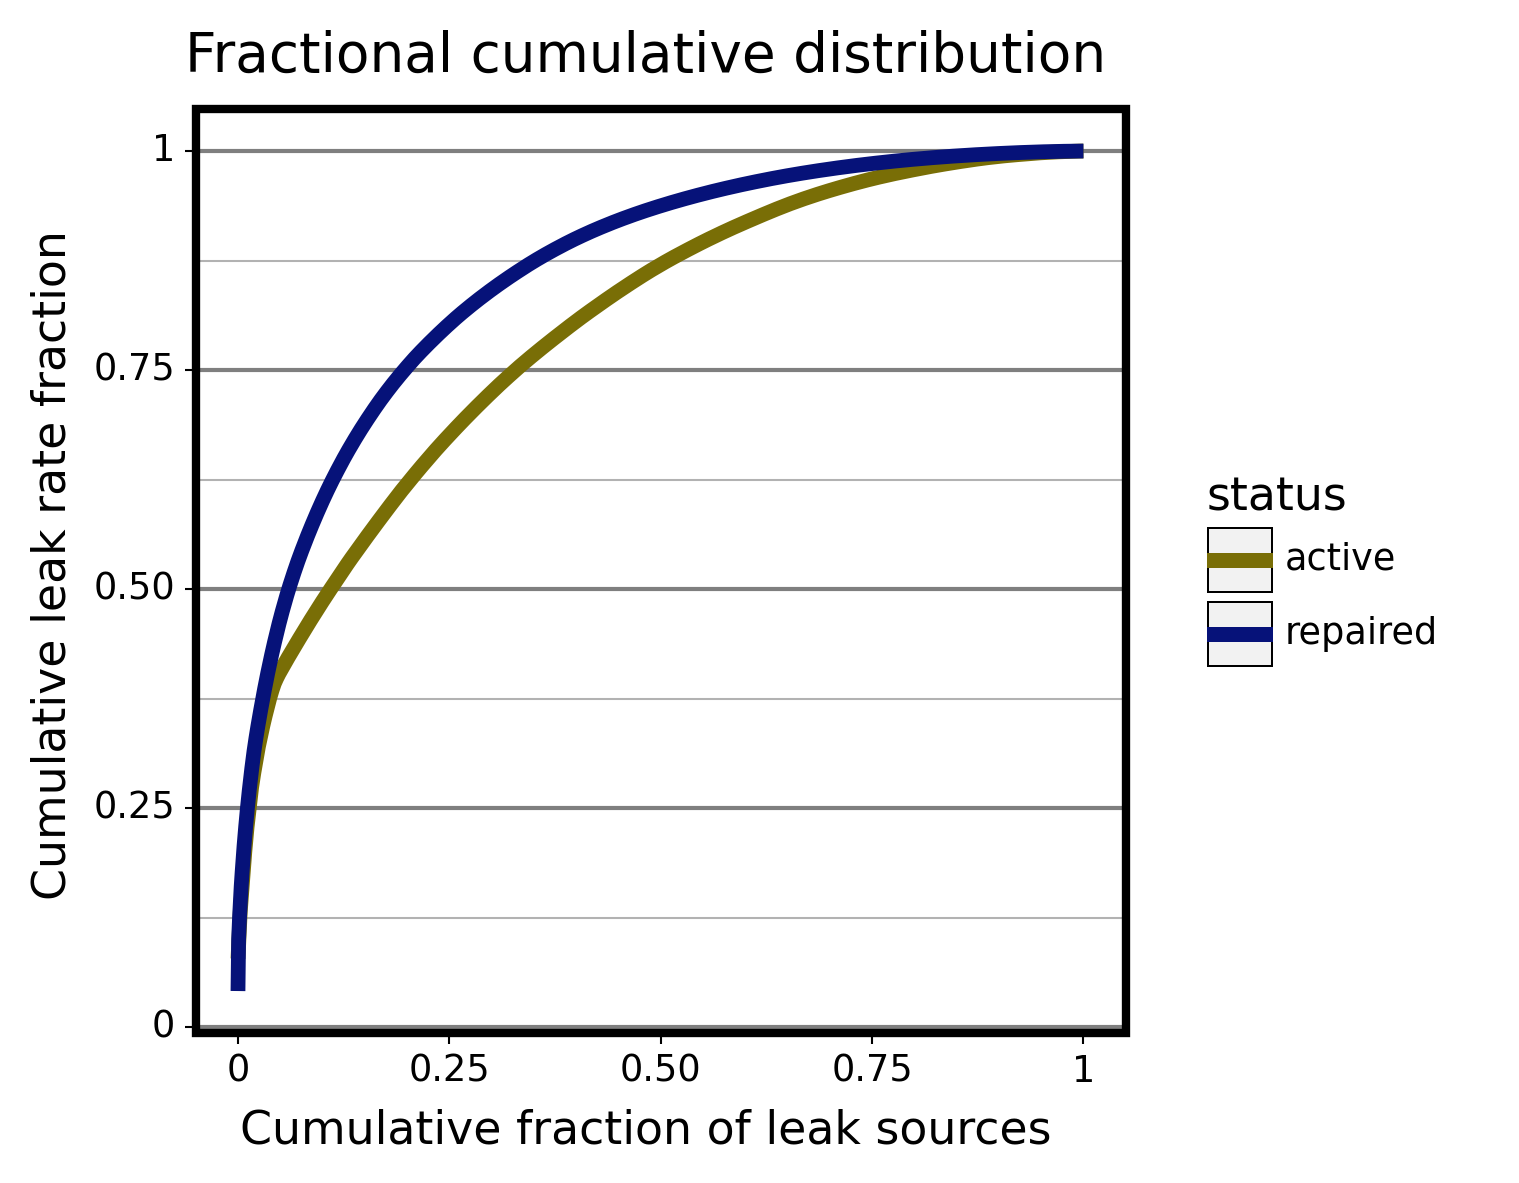 Fractional cumulative distribution
Cumulative leak rate fraction
1
0.75
0.50
0.25
0
0 0.25 0.50 0.75 1
Cumulative fraction of leak sources
status
active
repaired